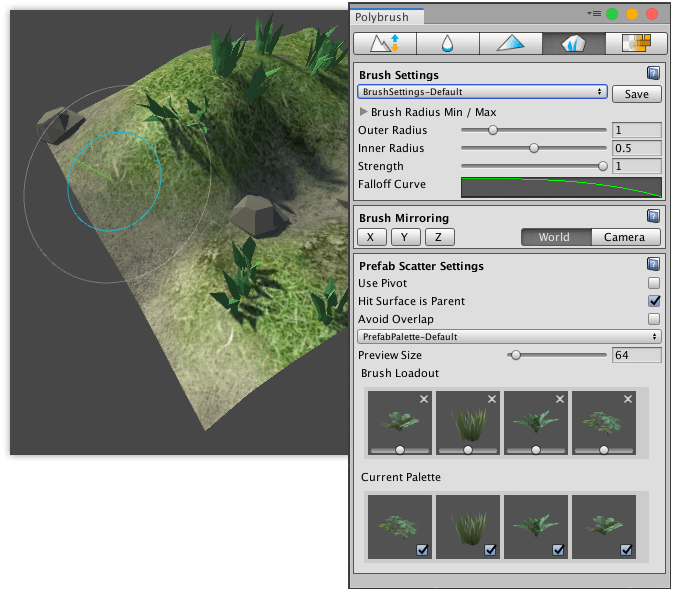 Polybrush
Brush Settings
BrushSettings-Default
Save
Brush Radius Min / Max
Outer Radius
1
Inner Radius
0.5
Strength
1
Falloff Curve
Brush Mirroring
X
Y
Z
World
Camera
Prefab Scatter Settings
Use Pivot
Hit Surface is Parent
Avoid Overlap
PrefabPalette-Default
Preview Size
64
Brush Loadout
Current Palette